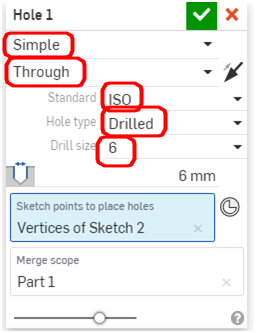 Hole 1
Simple
Through
Standard ISO
Hole type Drilled
Drill size 6
6 mm
Sketch points to place holes
Vertices of Sketch 2
Merge scope
Part 1